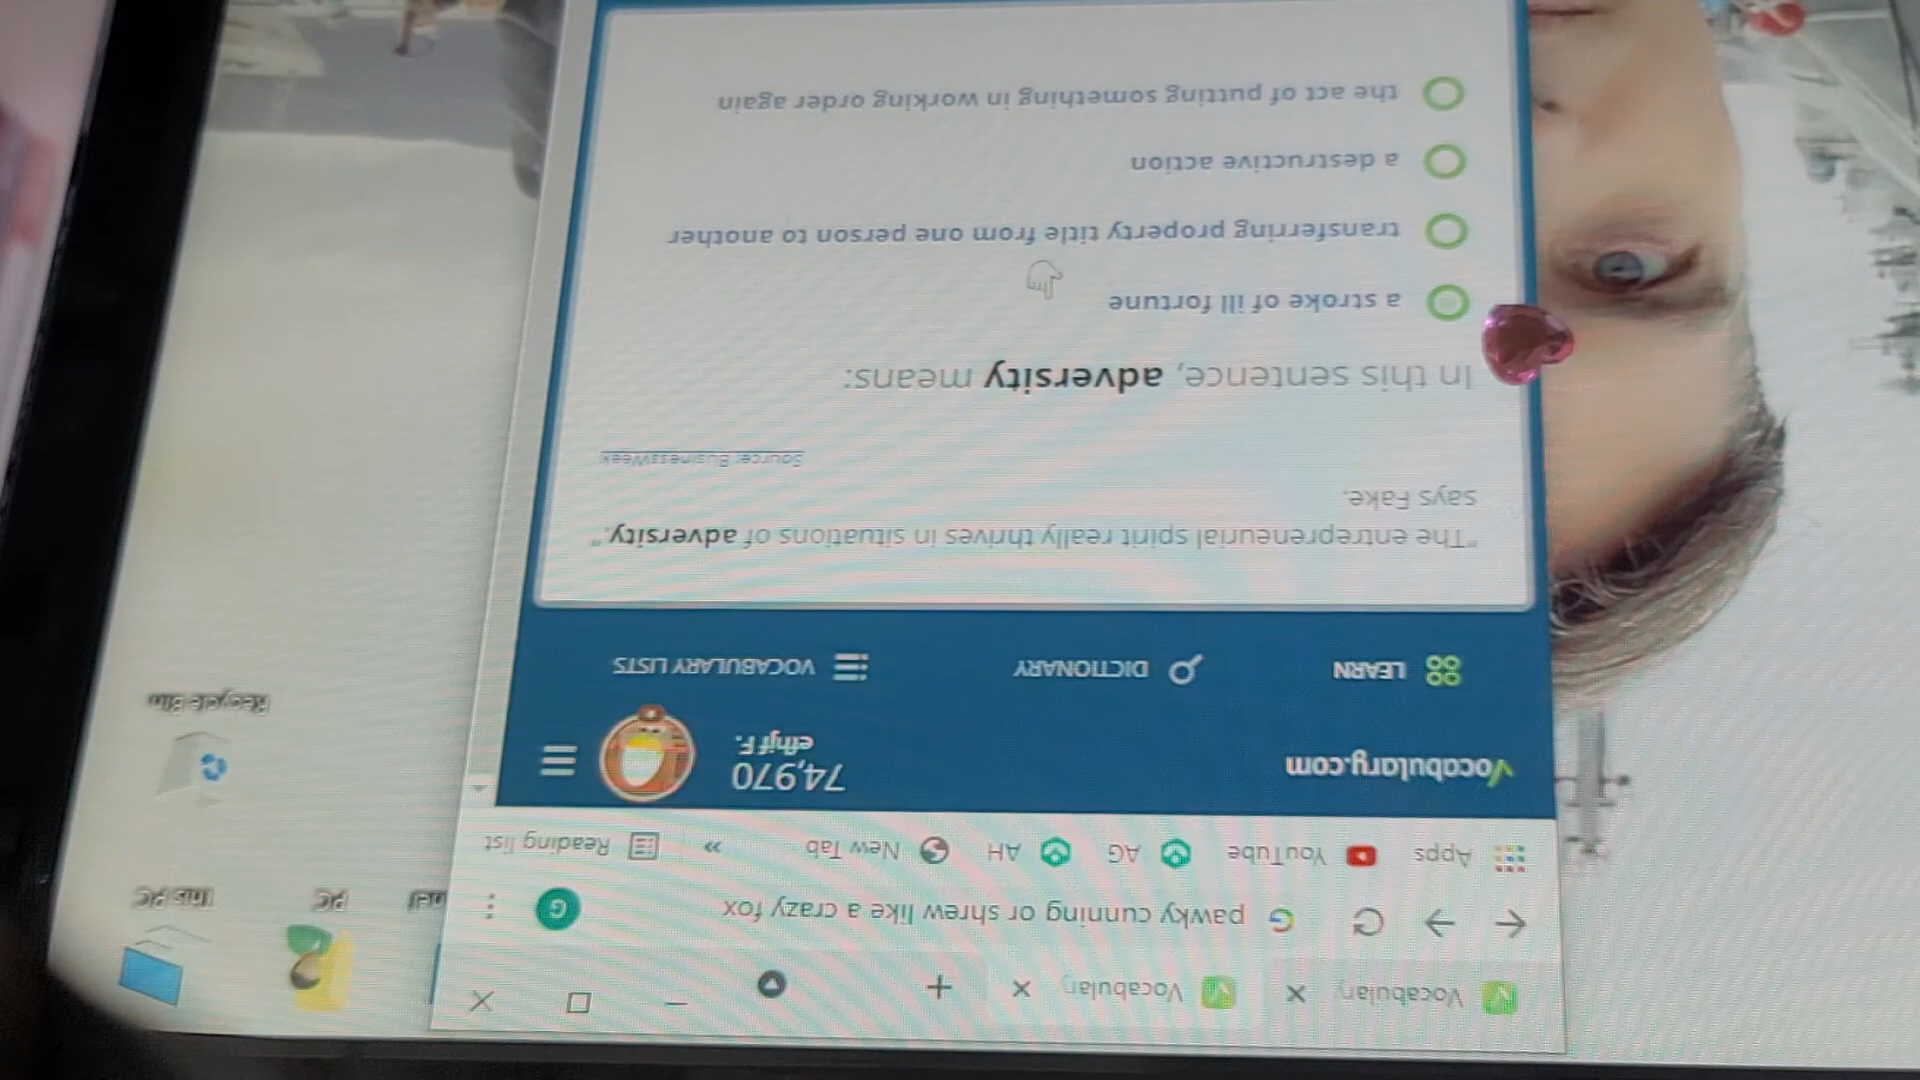 Vocabulary
Vocabulary
pawky cunning or shrew like a crazy fox
G
Apps
YouTube
AG
AH
New Tab
»
Reading list
Vocabulary.com
74,970
efhjf F.
LEARN
DICTIONARY
VOCABULARY LISTS
"The entrepreneurial spirit really thrives in situations of adversity,"
says Fake.
Source: BusinessWeek
In this sentence, adversity means:
a stroke of ill fortune
transferring property title from one person to another
a destructive action
the act of putting something in working order again
This PC
PC
Recycle Bin